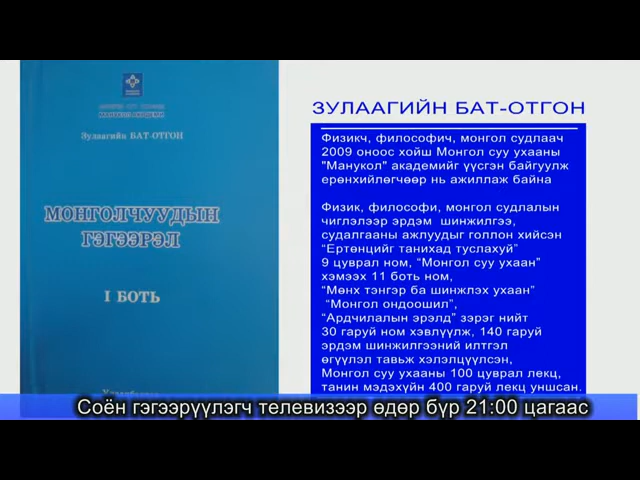 МАНУКОЛ АКАДЕМИ
Зулаагийн БАТ-ОТГОН
МОНГОЛЧУУДЫН
ГЭГЭЭРЭЛ
I БОТЬ
ЗУЛААГИЙН БАТ-ОТГОН
Физикч, философич, монгол судлаач
2009 оноос хойш Монгол суу ухааны
"Манукол" академийг үүсгэн байгуулж
ерөнхийлөгчөөр нь ажиллаж байна
Физик, философи, монгол судлалын
чиглэлээр эрдэм шинжилгээ,
судалгааны ажлуудыг голлон хийсэн
“Ертөнцийг танихад туслахуй”
9 цуврал ном, “Монгол суу ухаан”
хэмээх 11 боть ном,
“Мөнх тэнгэр ба шинжлэх ухаан”
“Монгол ондоошил”,
“Ардчилалын эрэлд” зэрэг нийт
30 гаруй ном хэвлүүлж, 140 гаруй
эрдэм шинжилгээний илтгэл
өгүүлэл тавьж хэлэлцүүлсэн,
Монгол суу ухааны 100 цуврал лекц,
танин мэдэхүйн 400 гаруй лекц уншсан.
Соён гэгээрүүлэгч телевизээр өдөр бүр 21:00 цагаас